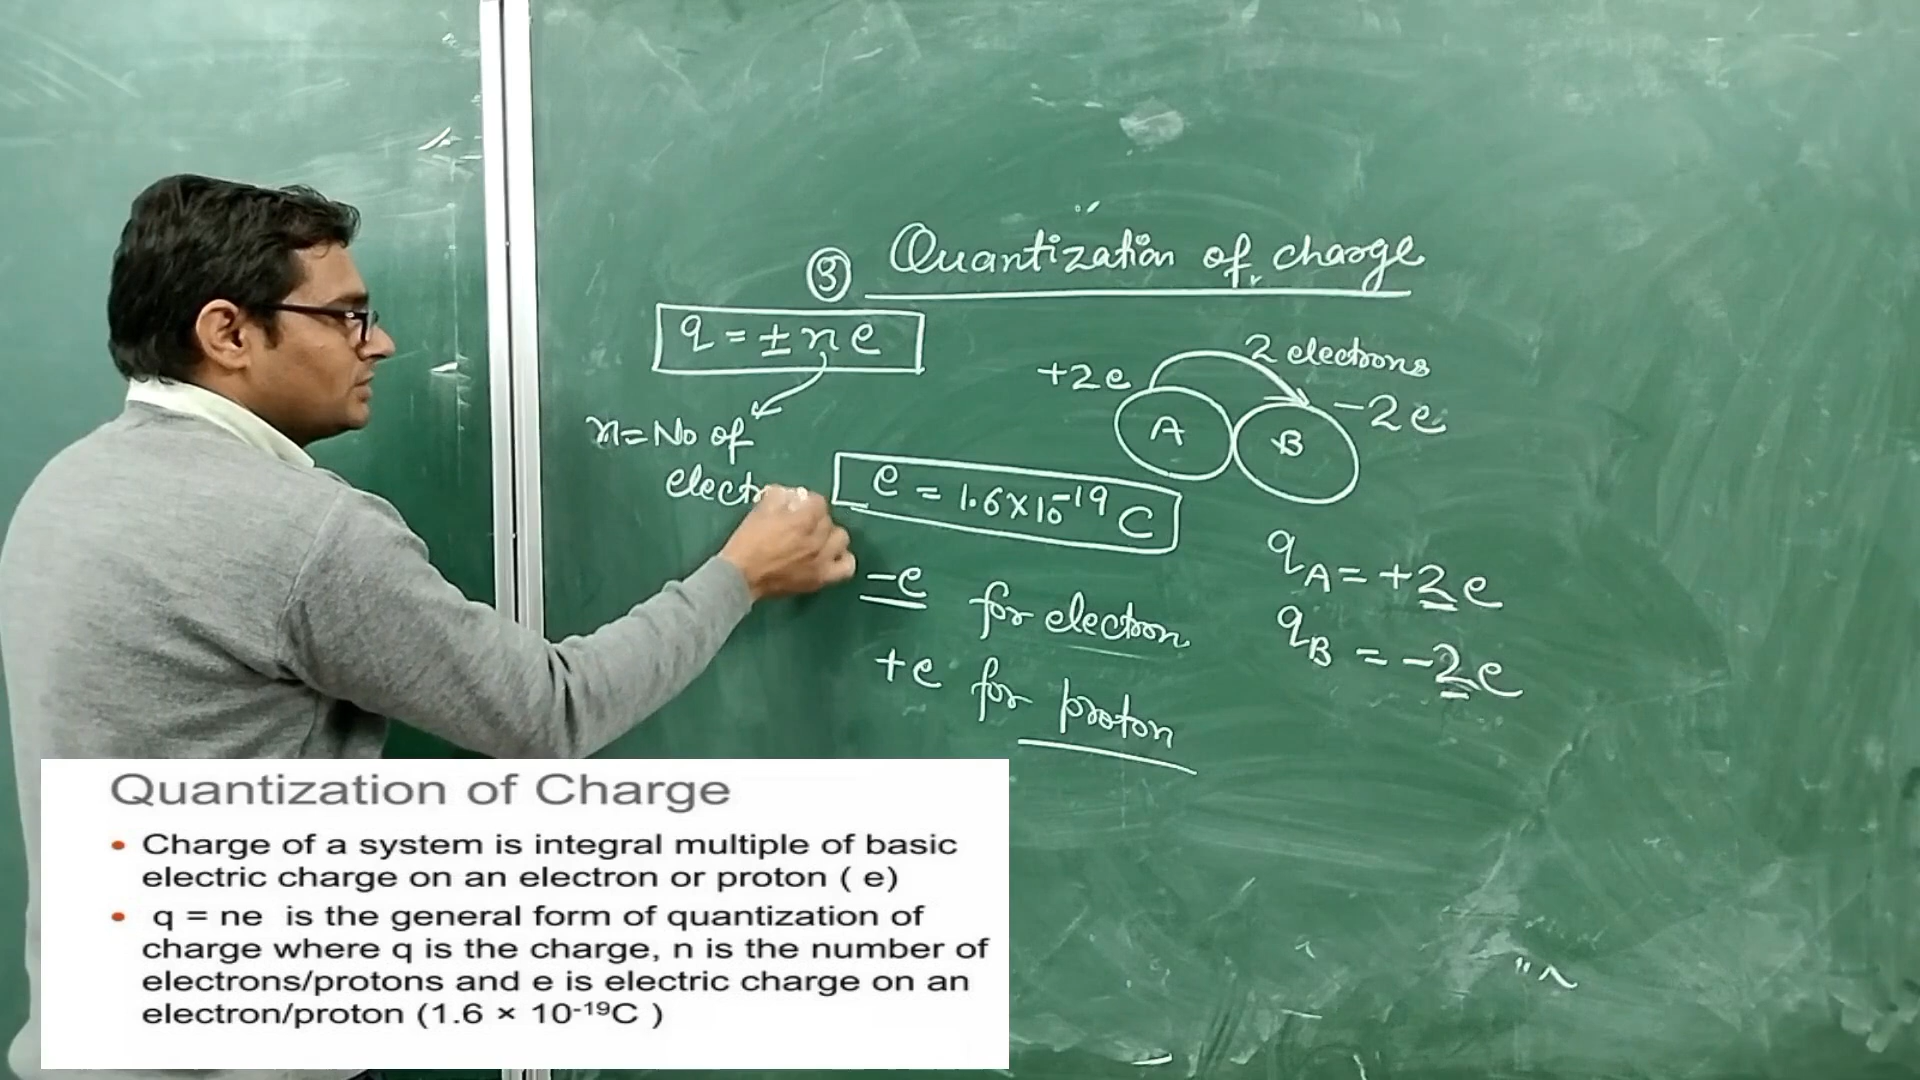 ③ Quantization of charge
q = ± n e
n = No of
2 electrons
+2e
-2e
A
B
e = 1.6×10⁻¹⁹ C
-e for electron
+e for proton
qA = +2e
qB = -2e
Quantization of Charge
• Charge of a system is integral multiple of basic
electric charge on an electron or proton ( e)
• q = ne is the general form of quantization of
charge where q is the charge, n is the number of
electrons/protons and e is electric charge on an
electron/proton (1.6 × 10⁻¹⁹C )